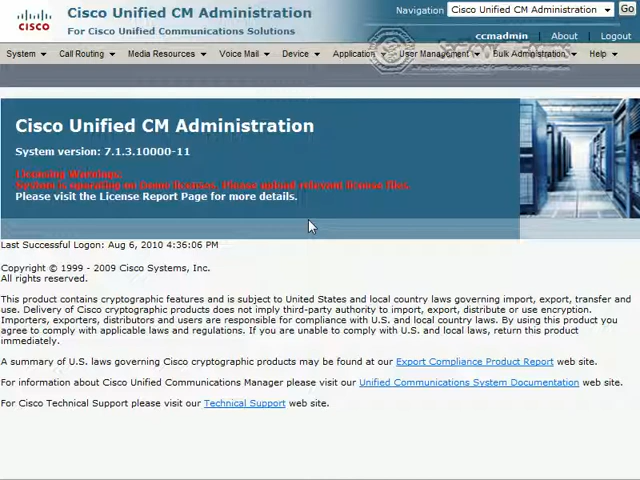 Cisco Unified CM Administration
Navigation Cisco Unified CM Administration Go
CISCO For Cisco Unified Communications Solutions
ccmadmin About Logout
System Call Routing Media Resources Voice Mail Device Application User Management Bulk Administration Help
Cisco Unified CM Administration
System version: 7.1.3.10000-11
Licensing Warnings:
System is operating on Demo licenses. Please upload relevant license files.
Please visit the License Report Page for more details.
Last Successful Logon: Aug 6, 2010 4:36:06 PM
Copyright © 1999 - 2009 Cisco Systems, Inc.
All rights reserved.
This product contains cryptographic features and is subject to United States and local country laws governing import, export, transfer and
use. Delivery of Cisco cryptographic products does not imply third-party authority to import, export, distribute or use encryption.
Importers, exporters, distributors and users are responsible for compliance with U.S. and local country laws. By using this product you
agree to comply with applicable laws and regulations. If you are unable to comply with U.S. and local laws, return this product
immediately.
A summary of U.S. laws governing Cisco cryptographic products may be found at our Export Compliance Product Report web site.
For information about Cisco Unified Communications Manager please visit our Unified Communications System Documentation web site.
For Cisco Technical Support please visit our Technical Support web site.